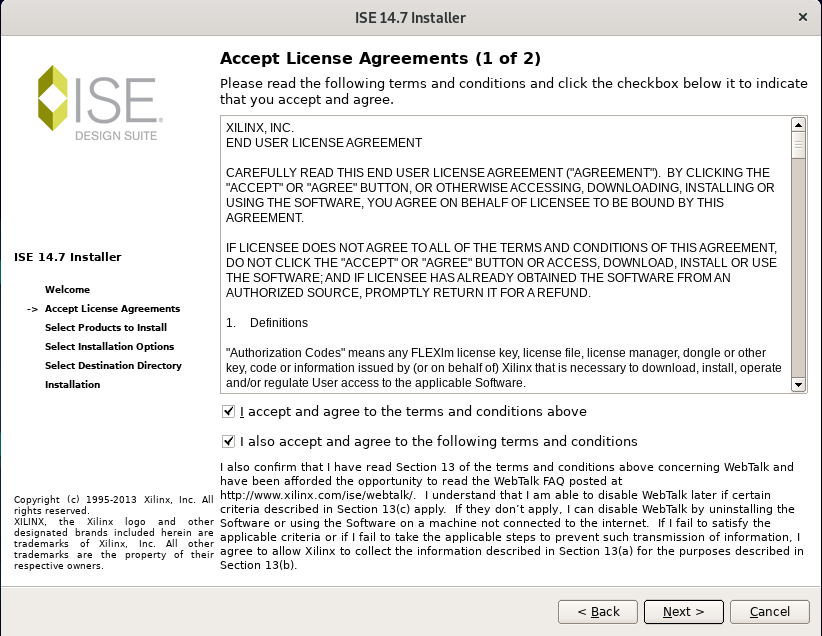 ISE 14.7 Installer
ISE
DESIGN SUITE
ISE 14.7 Installer
Welcome
-> Accept License Agreements
Select Products to Install
Select Installation Options
Select Destination Directory
Installation
Copyright (c) 1995-2013 Xilinx, Inc. All
rights reserved.
XILINX, the Xilinx logo and other
designated brands included herein are
trademarks of Xilinx, Inc. All other
trademarks are the property of their
respective owners.
Accept License Agreements (1 of 2)
Please read the following terms and conditions and click the checkbox below it to indicate
that you accept and agree.
XILINX, INC.
END USER LICENSE AGREEMENT
CAREFULLY READ THIS END USER LICENSE AGREEMENT ("AGREEMENT").  BY CLICKING THE
"ACCEPT" OR "AGREE" BUTTON, OR OTHERWISE ACCESSING, DOWNLOADING, INSTALLING OR
USING THE SOFTWARE, YOU AGREE ON BEHALF OF LICENSEE TO BE BOUND BY THIS
AGREEMENT.
IF LICENSEE DOES NOT AGREE TO ALL OF THE TERMS AND CONDITIONS OF THIS AGREEMENT,
DO NOT CLICK THE "ACCEPT" OR "AGREE" BUTTON OR ACCESS, DOWNLOAD, INSTALL OR USE
THE SOFTWARE; AND IF LICENSEE HAS ALREADY OBTAINED THE SOFTWARE FROM AN
AUTHORIZED SOURCE, PROMPTLY RETURN IT FOR A REFUND.
1.    Definitions
"Authorization Codes" means any FLEXlm license key, license file, license manager, dongle or other
key, code or information issued by (or on behalf of) Xilinx that is necessary to download, install, operate
and/or regulate User access to the applicable Software.
I accept and agree to the terms and conditions above
I also accept and agree to the following terms and conditions
I also confirm that I have read Section 13 of the terms and conditions above concerning WebTalk and
have been afforded the opportunity to read the WebTalk FAQ posted at
http://www.xilinx.com/ise/webtalk/.  I understand that I am able to disable WebTalk later if certain
criteria described in Section 13(c) apply.  If they don't apply, I can disable WebTalk by uninstalling the
Software or using the Software on a machine not connected to the internet.  If I fail to satisfy the
applicable criteria or if I fail to take the applicable steps to prevent such transmission of information, I
agree to allow Xilinx to collect the information described in Section 13(a) for the purposes described in
Section 13(b).
< Back
Next >
Cancel